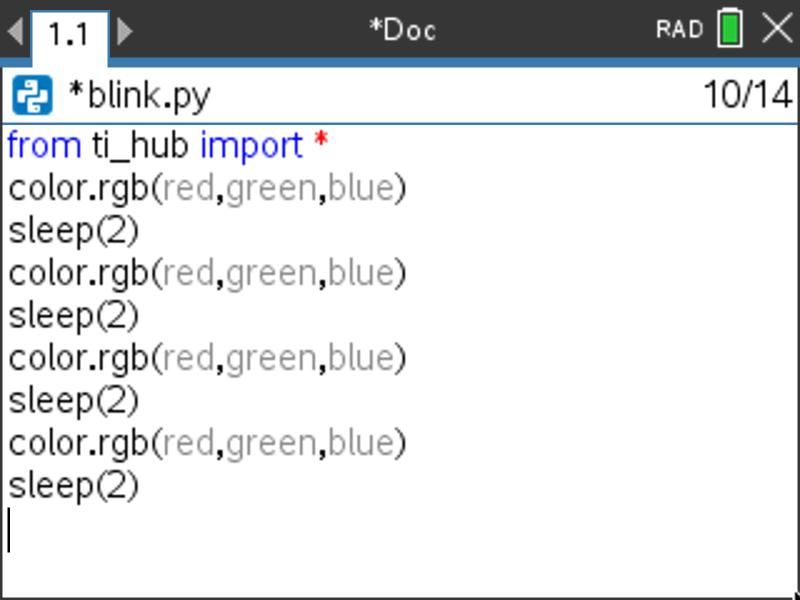 1.1
*Doc
RAD
*blink.py
10/14
from ti_hub import *
color.rgb(red,green,blue)
sleep(2)
color.rgb(red,green,blue)
sleep(2)
color.rgb(red,green,blue)
sleep(2)
color.rgb(red,green,blue)
sleep(2)